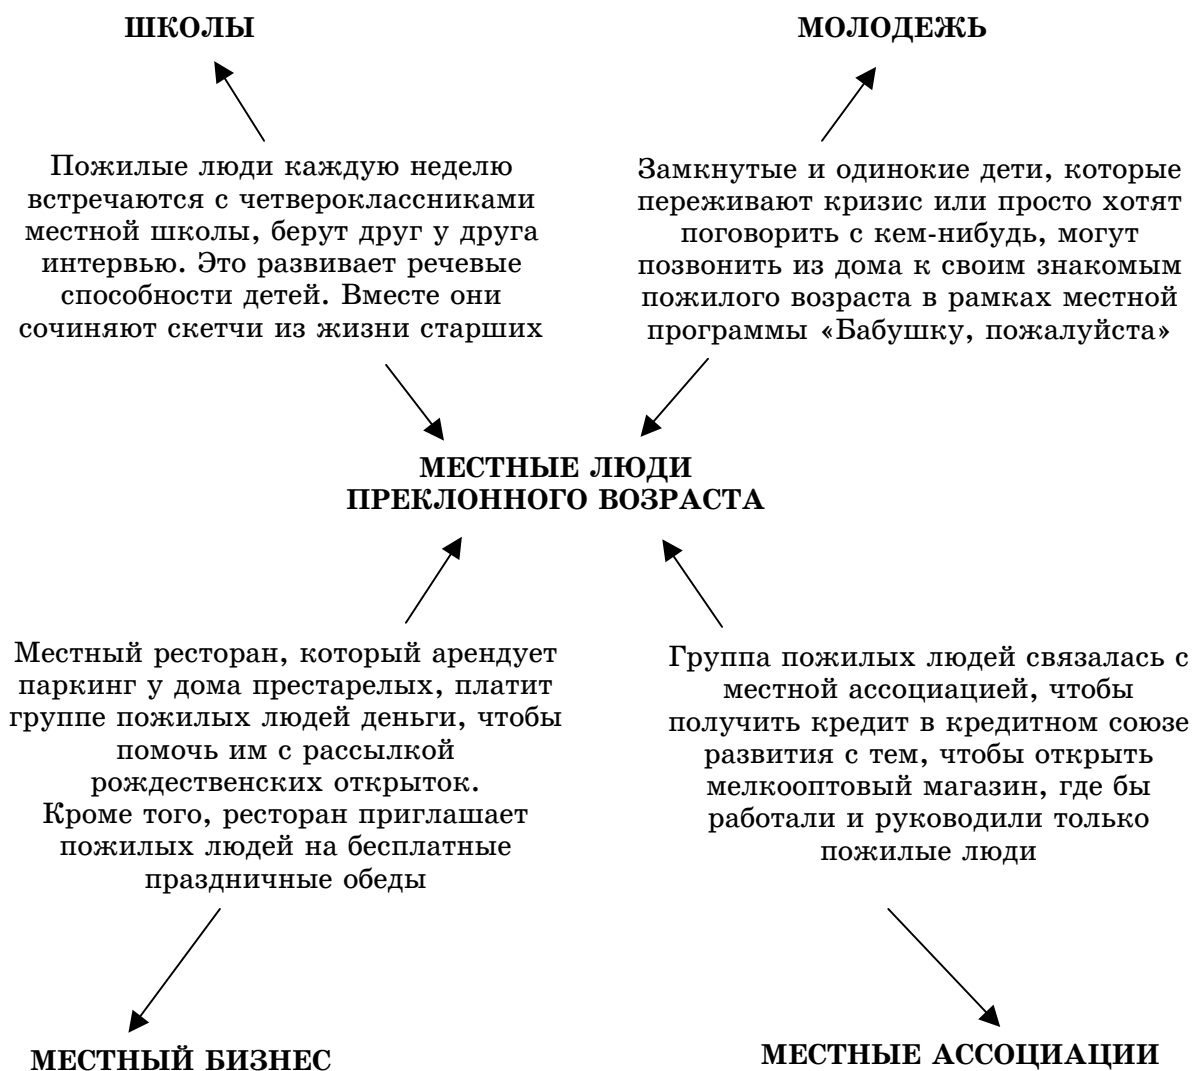 ШКОЛЫ
Пожилые люди каждую неделю
встречаются с четвероклассниками
местной школы, берут друг у друга
интервью. Это развивает речевые
способности детей. Вместе они
сочиняют скетчи из жизни старших
МОЛОДЕЖЬ
Замкнутые и одинокие дети, которые
переживают кризис или просто хотят
поговорить с кем-нибудь, могут
позвонить из дома к своим знакомым
пожилого возраста в рамках местной
программы «Бабушку, пожалуйста»
МЕСТНЫЕ ЛЮДИ
ПРЕКЛОННОГО ВОЗРАСТА
Местный ресторан, который арендует
паркинг у дома престарелых, платит
группе пожилых людей деньги, чтобы
помочь им с рассылкой
рождественских открыток.
Кроме того, ресторан приглашает
пожилых людей на бесплатные
праздничные обеды
МЕСТНЫЙ БИЗНЕС
Группа пожилых людей связалась с
местной ассоциацией, чтобы
получить кредит в кредитном союзе
развития с тем, чтобы открыть
мелкооптовый магазин, где бы
работали и руководили только
пожилые люди
МЕСТНЫЕ АССОЦИАЦИИ